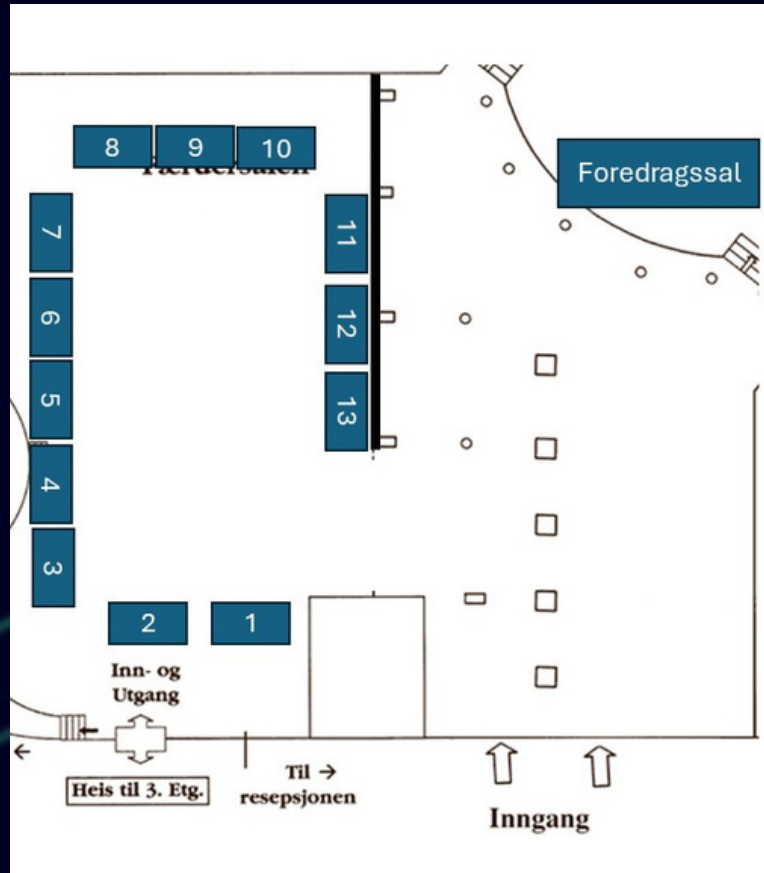 8
9
10
Færdersalen
Foredragssal
7
11
6
12
5
13
4
3
2
1
Inn- og
Utgang
Heis til 3. Etg.
Til →
resepsjonen
Inngang